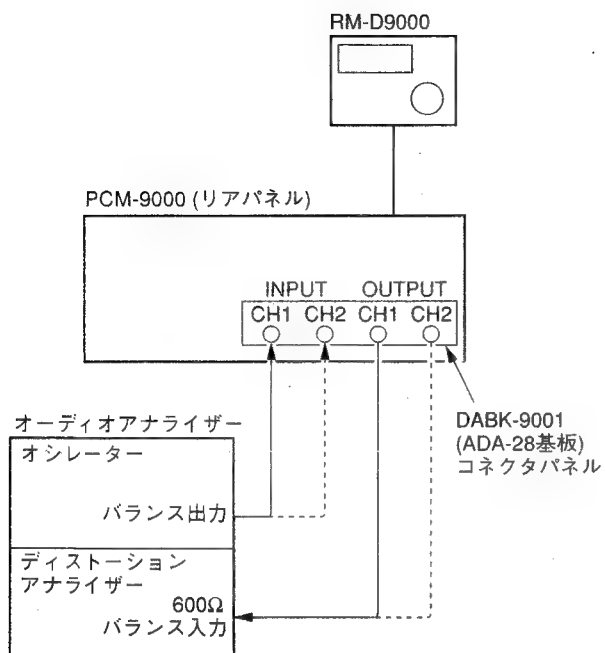 RM-D9000
PCM-9000 (リアパネル)
INPUT OUTPUT
CH1 CH2 CH1 CH2
DABK-9001
(ADA-28基板)
コネクタパネル
オーディオアナライザー
オシレーター
バランス出力
ディストーション
アナライザー
600Ω
バランス入力